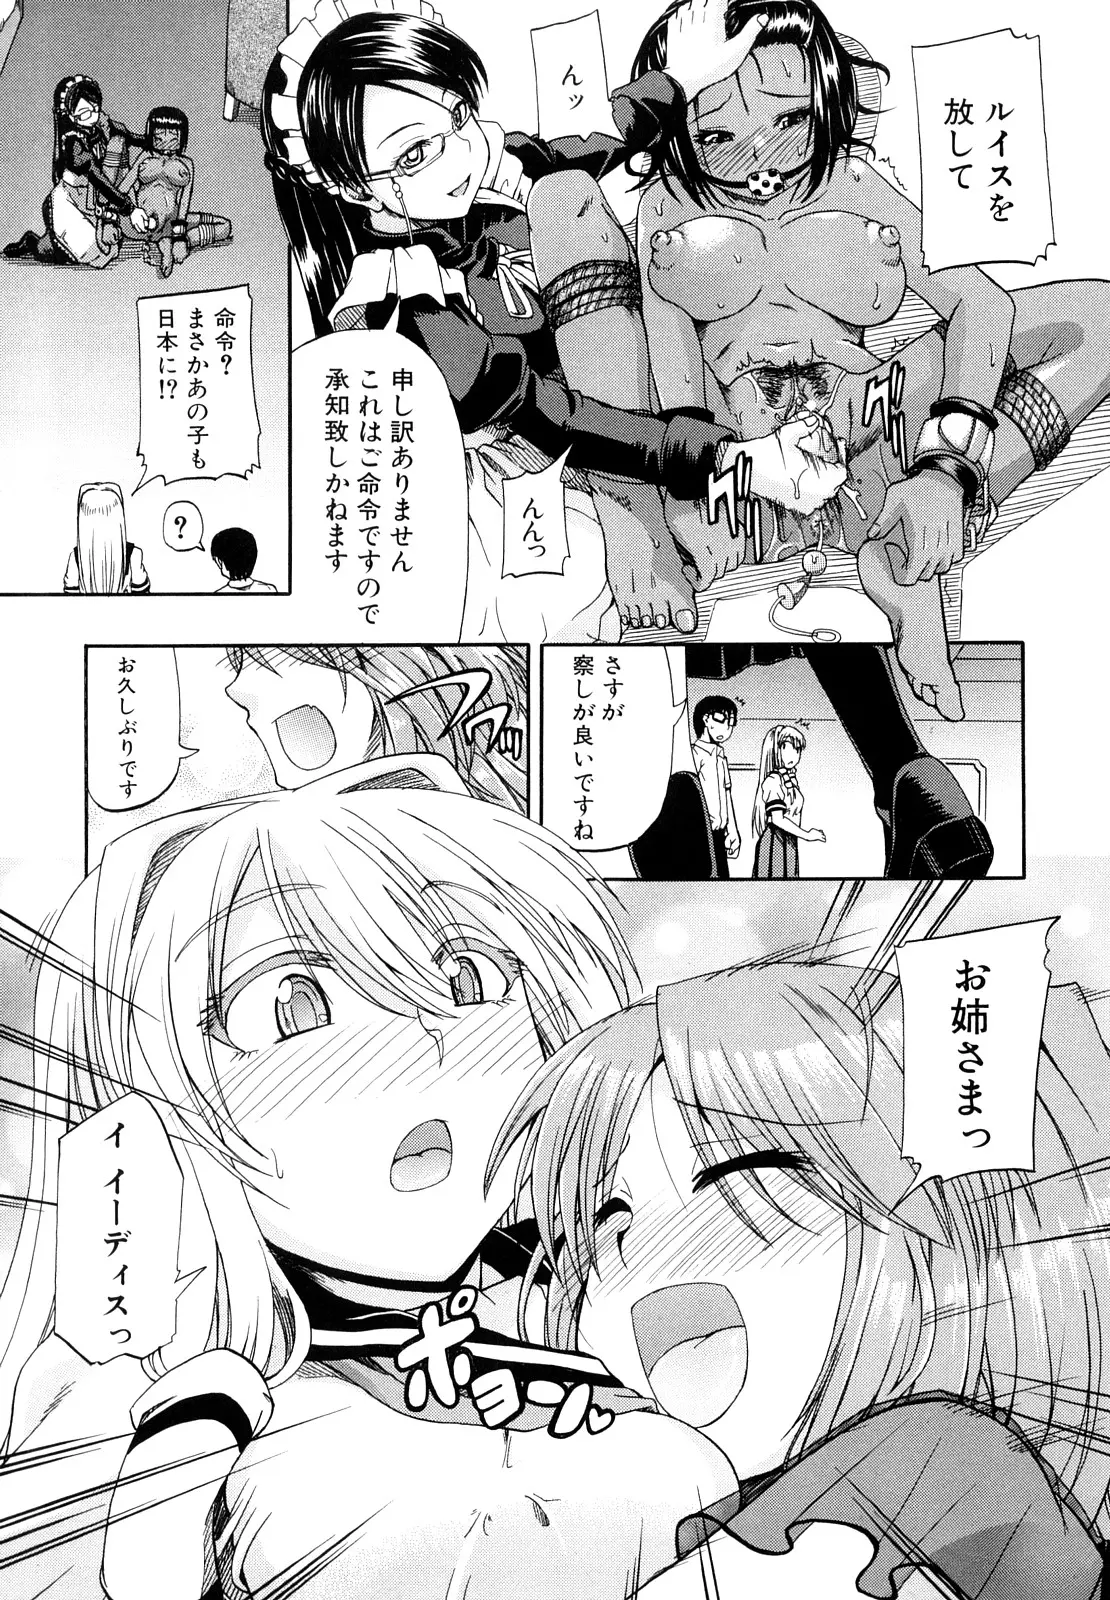 ルイスを
放して
んッ
申し訳ありません
これはご命令ですので
承知致しかねます
んんっ
命令？
まさかあの子も
日本に!?
？
さすが
察しが良いですね
お久しぶりです
お姉さまっ
イイーディスっ
ポヨーン♥